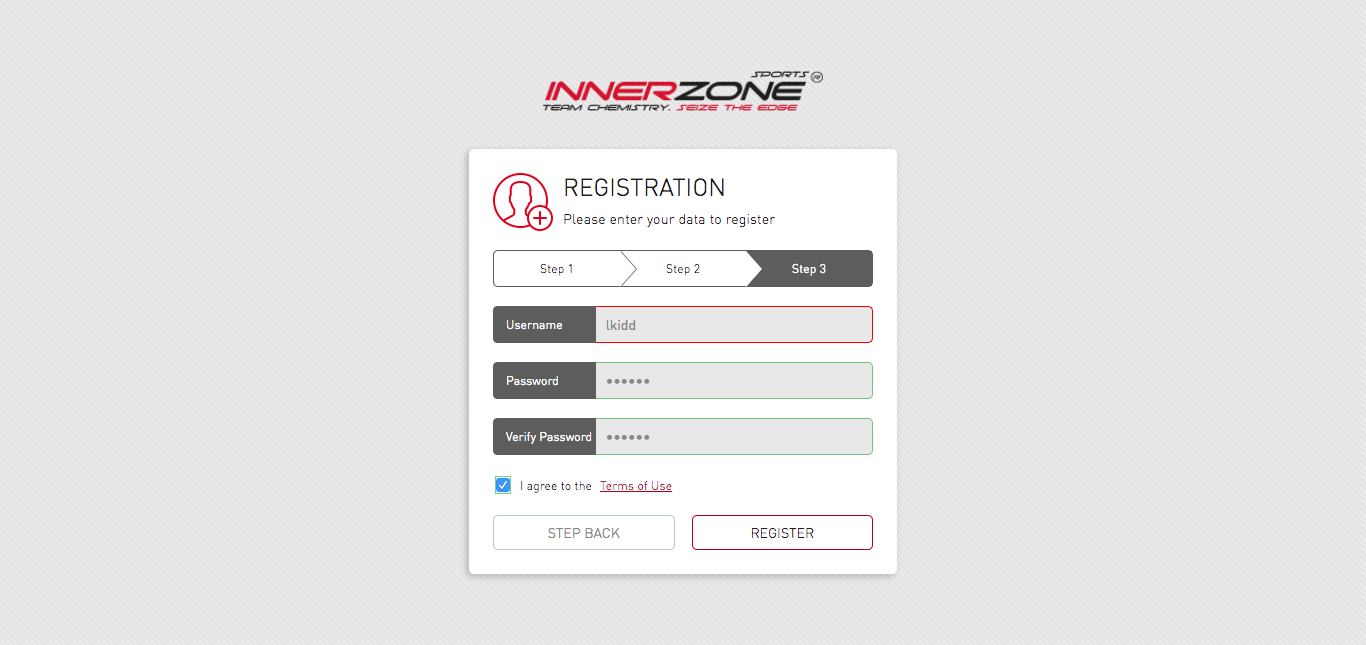 SPORTS ®
INNERZONE
TEAM CHEMISTRY. SEIZE THE EDGE
REGISTRATION
Please enter your data to register
Step 1 Step 2 Step 3
Username lkidd
Password ••••••
Verify Password ••••••
I agree to the Terms of Use
STEP BACK REGISTER